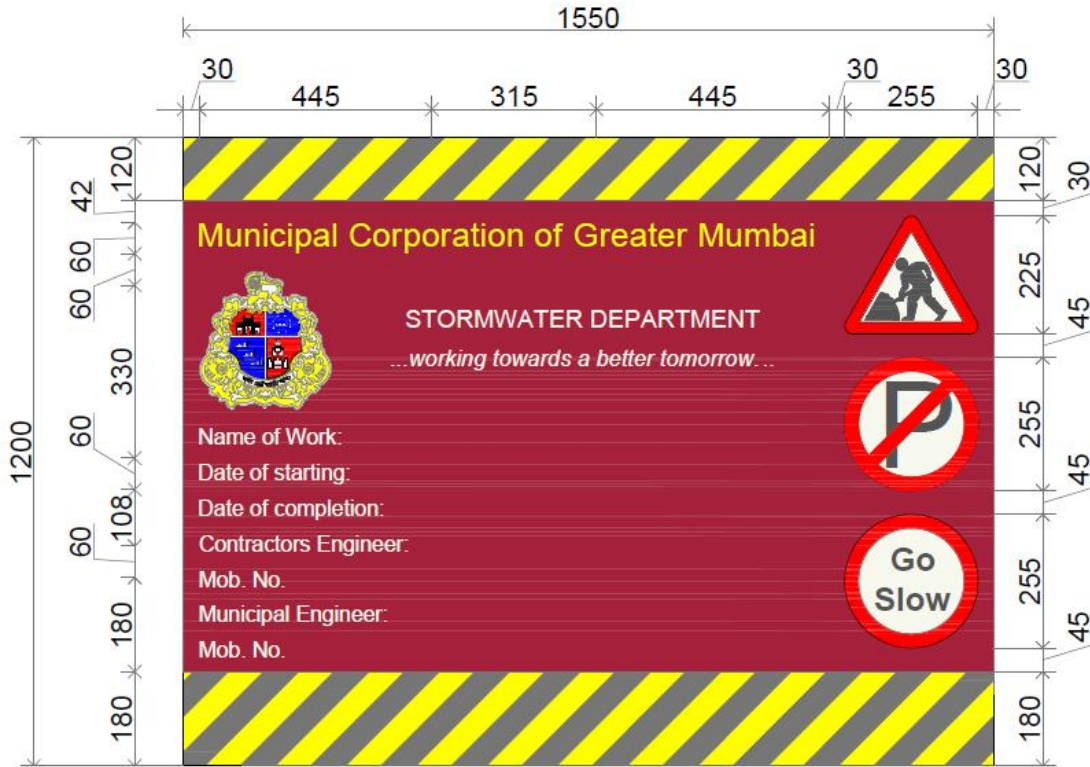 1550
30
30
30
445
315
445
255
120
42
60
60
330
60
108
60
180
180
1200
120
30
225
45
255
45
255
45
180
Municipal Corporation of Greater Mumbai
STORMWATER DEPARTMENT
...working towards a better tomorrow...
Name of Work:
Date of starting:
Date of completion:
Contractors Engineer:
Mob. No.
Municipal Engineer:
Mob. No.
P
Go
Slow